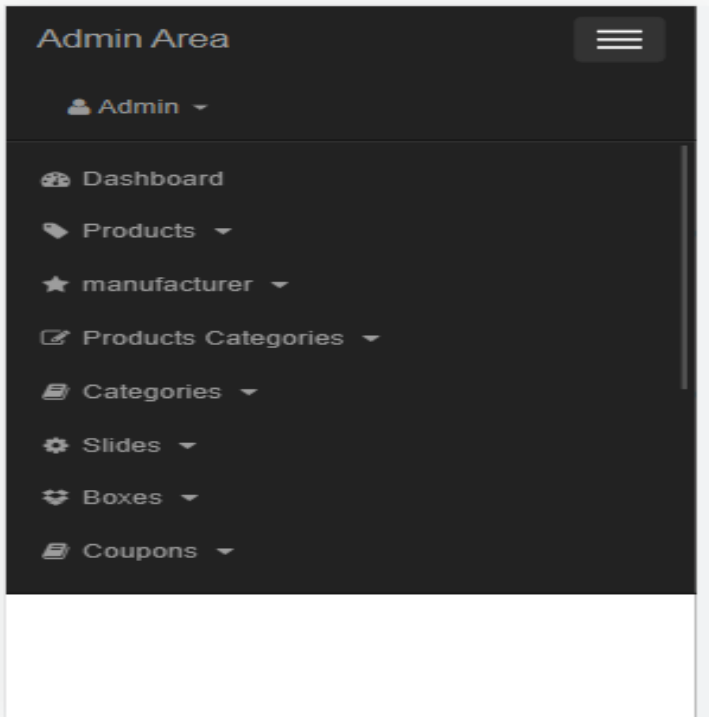 Admin Area
Admin
Dashboard
Products
manufacturer
Products Categories
Categories
Slides
Boxes
Coupons